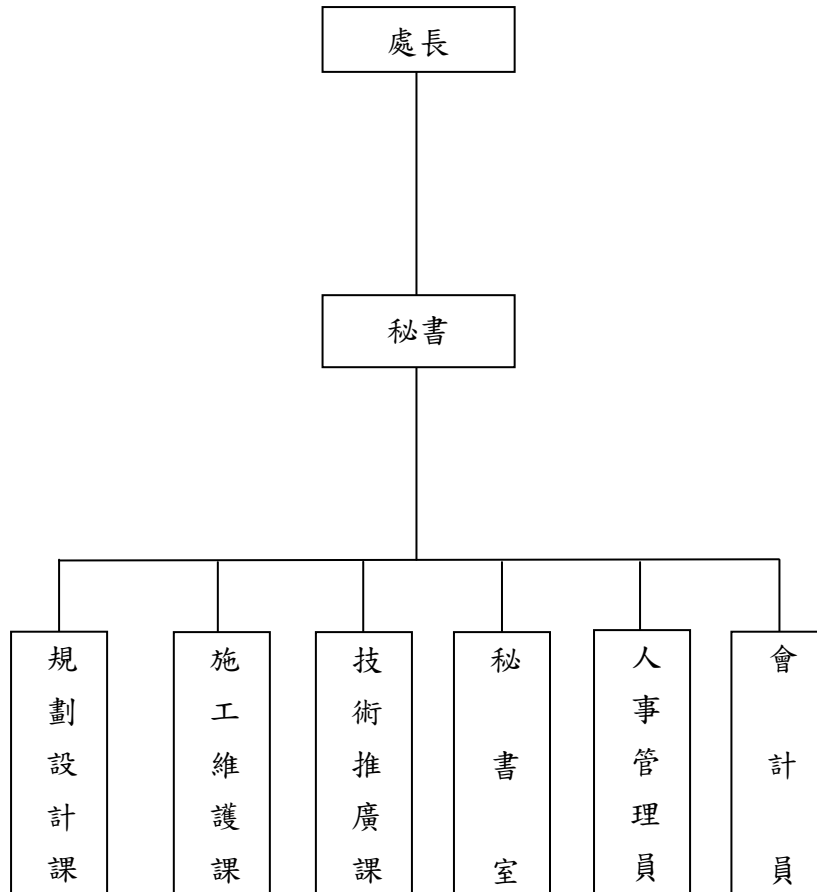 處長
秘書
規劃設計課
施工維護課
技術推廣課
秘書室
人事管理員
會計員